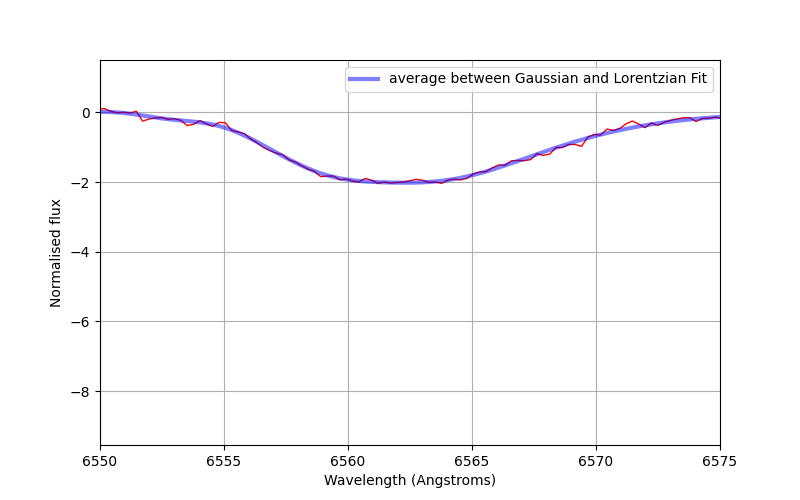 average between Gaussian and Lorentzian Fit
0
−2
−4
−6
−8
Normalised flux
6550 6555 6560 6565 6570 6575
Wavelength (Angstroms)